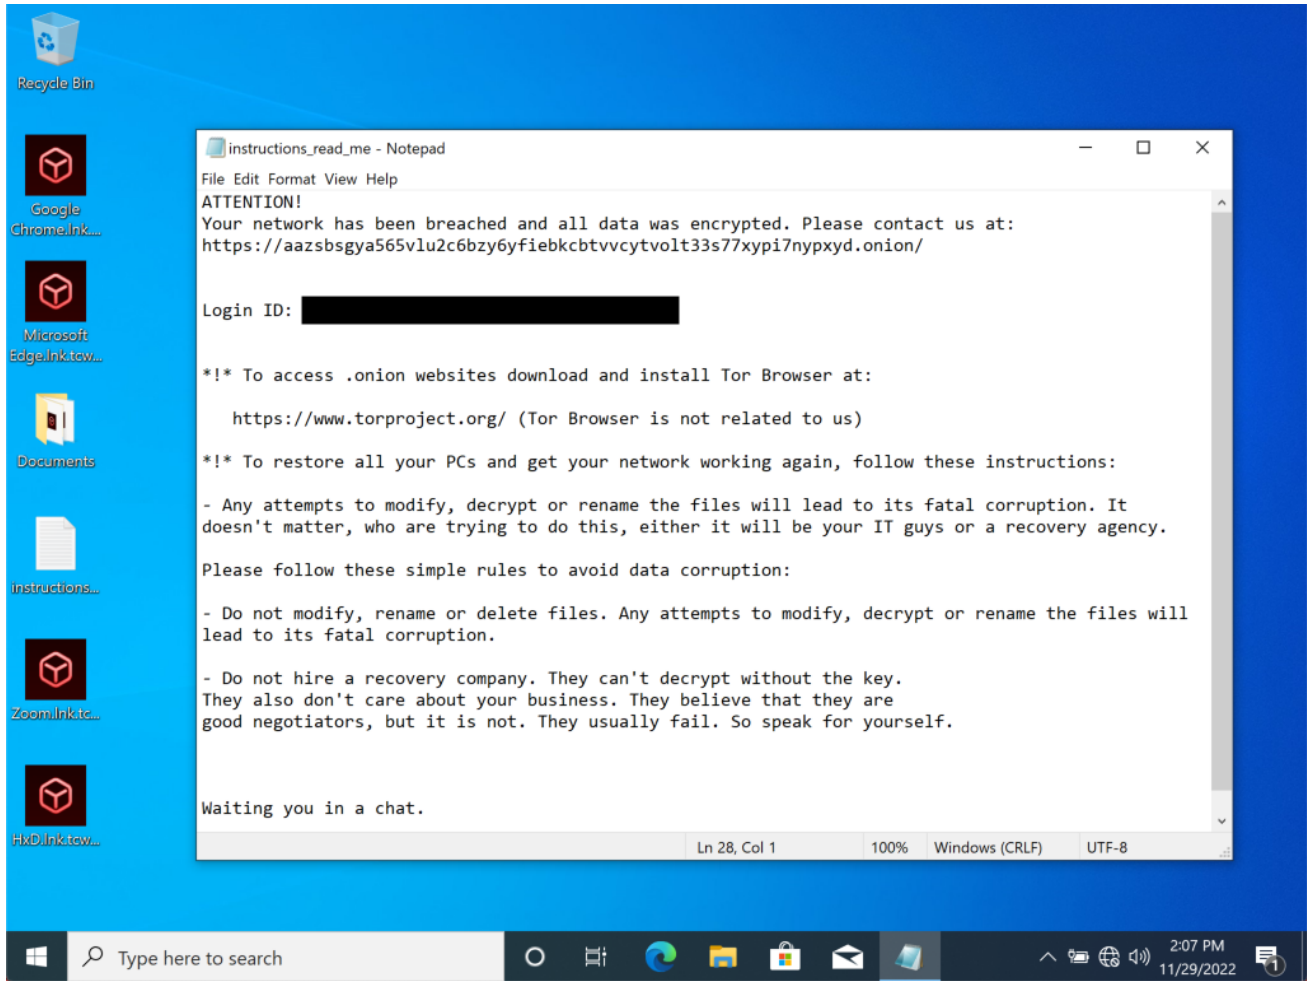 Recycle Bin
Google
Chrome.lnk....
Microsoft
Edge.lnk.tcw...
Documents
instructions...
Zoom.lnk.tc...
HxD.lnk.tcw...
instructions_read_me - Notepad
File Edit Format View Help
ATTENTION!
Your network has been breached and all data was encrypted. Please contact us at:
https://aazsbsgya565vlu2c6bzy6yfiebkcbtvvcytvolt33s77xypi7nypxyd.onion/
Login ID:
*!* To access .onion websites download and install Tor Browser at:
https://www.torproject.org/ (Tor Browser is not related to us)
*!* To restore all your PCs and get your network working again, follow these instructions:
- Any attempts to modify, decrypt or rename the files will lead to its fatal corruption. It
doesn't matter, who are trying to do this, either it will be your IT guys or a recovery agency.
Please follow these simple rules to avoid data corruption:
- Do not modify, rename or delete files. Any attempts to modify, decrypt or rename the files will
lead to its fatal corruption.
- Do not hire a recovery company. They can't decrypt without the key.
They also don't care about your business. They believe that they are
good negotiators, but it is not. They usually fail. So speak for yourself.
Waiting you in a chat.
Ln 28, Col 1 100% Windows (CRLF) UTF-8
Type here to search
2:07 PM
11/29/2022
1